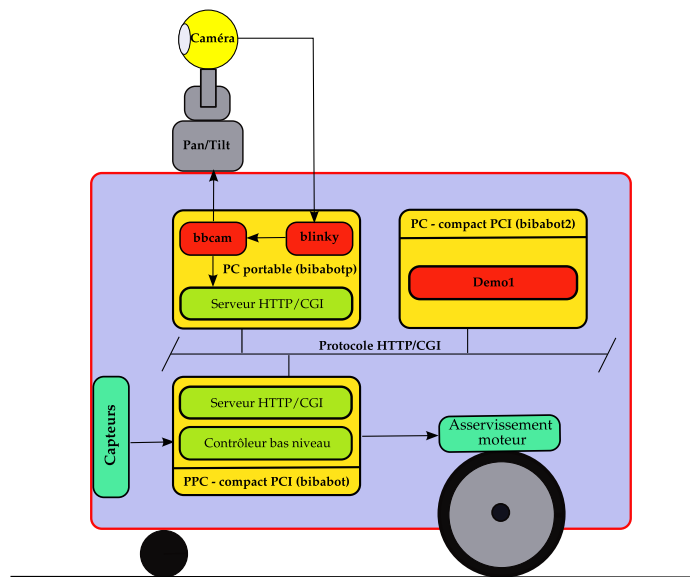 Caméra
Pan/Tilt
bbcam
blinky
PC portable (bibabotp)
Serveur HTTP/CGI
PC - compact PCI (bibabot2)
Demo1
Protocole HTTP/CGI
Capteurs
Serveur HTTP/CGI
Contrôleur bas niveau
PPC - compact PCI (bibabot)
Asservissement
moteur